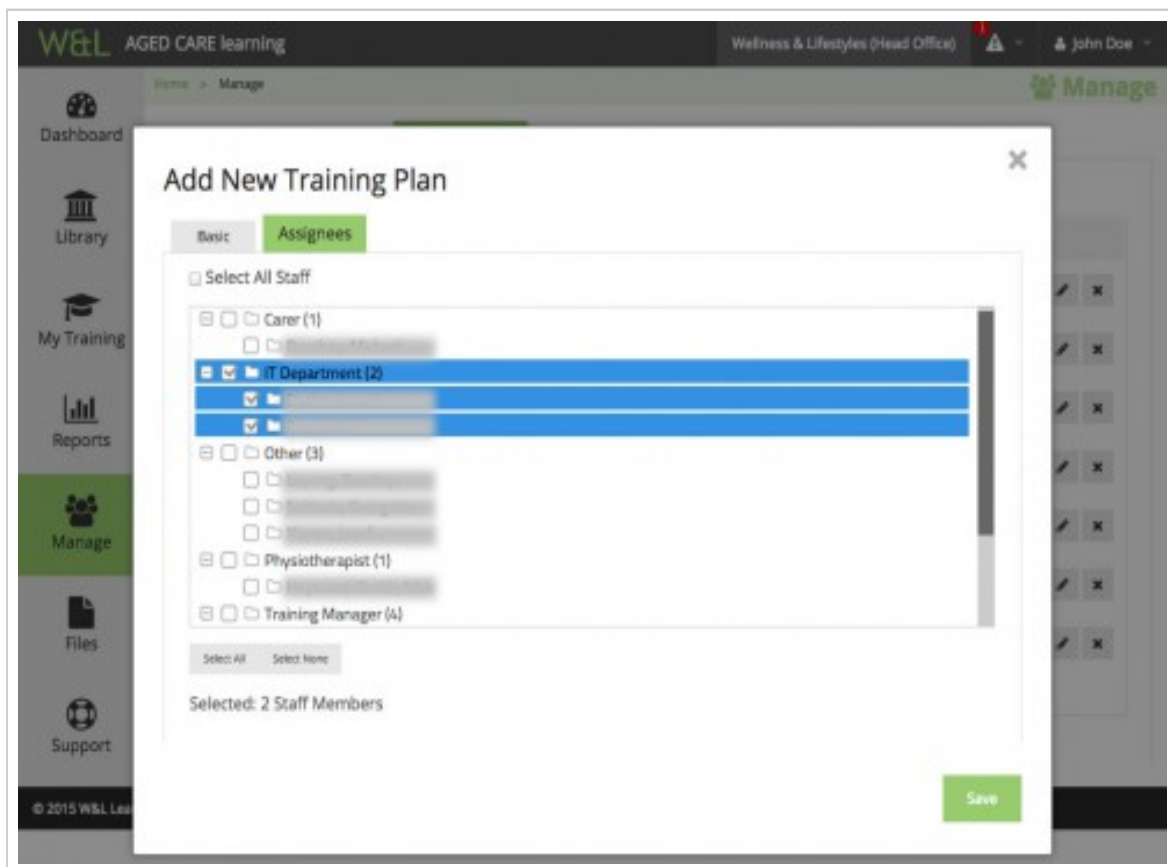 W&L AGED CARE learning
Wellness & Lifestyles (Head Office)
John Doe
Home > Manage
Manage
Dashboard
Library
My Training
Reports
Manage
Files
Support
Add New Training Plan
Basic
Assignees
Select All Staff
Carer (1)
IT Department (2)
Other (3)
Physiotherapist (1)
Training Manager (4)
Select All
Select None
Selected: 2 Staff Members
Save
© 2015 W&L Lea